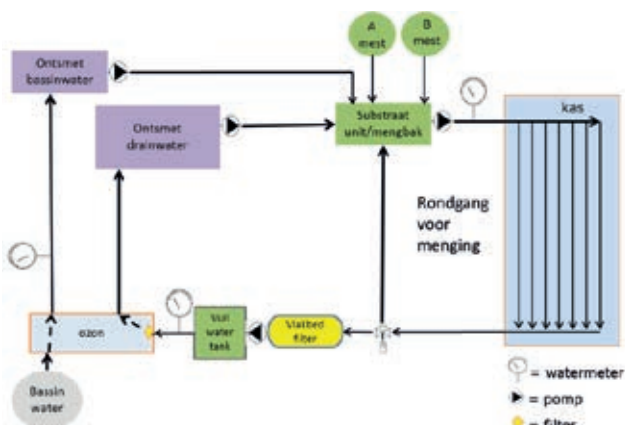 A
mest
B
mest
Ontsmet
bassinwater
Ontsmet
drainwater
Substraat
unit/mengbak
kas
Rondgang
voor
menging
ozon
Vuil
water
tank
Vlakbed
filter
Bassin
water
= watermeter
= pomp
= filter